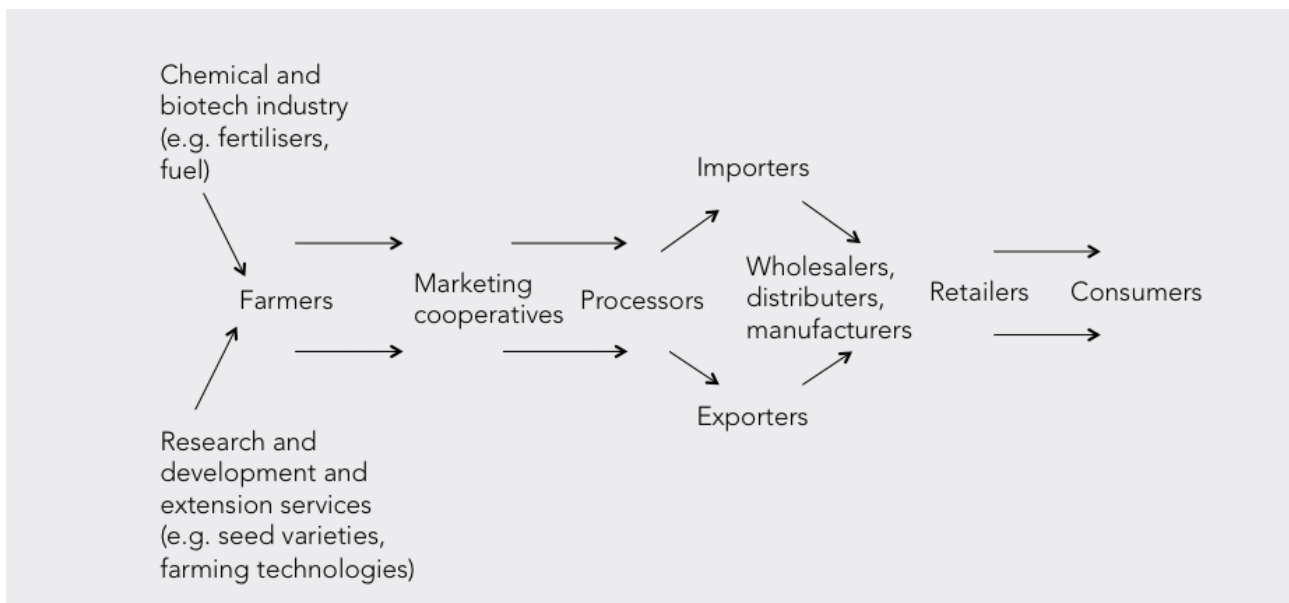 Chemical and
biotech industry
(e.g. fertilisers,
fuel)
Farmers
Research and
development and
extension services
(e.g. seed varieties,
farming technologies)
Marketing
cooperatives
Processors
Importers
Exporters
Wholesalers,
distributers,
manufacturers
Retailers
Consumers